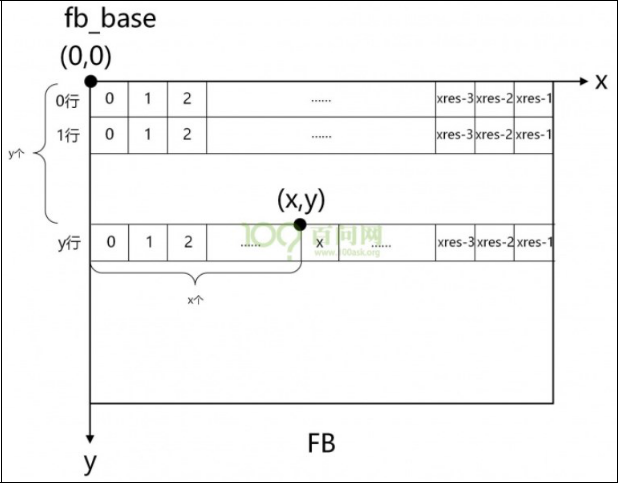 fb_base
(0,0)
x
0行 0 1 2 ...... xres-3 xres-2 xres-1
1行 0 1 2 ...... xres-3 xres-2 xres-1
y个
(x,y)
100? 百问网
www.100ask.org
y行 0 1 2 ...... x ...... xres-3 xres-2 xres-1
x个
FB
y